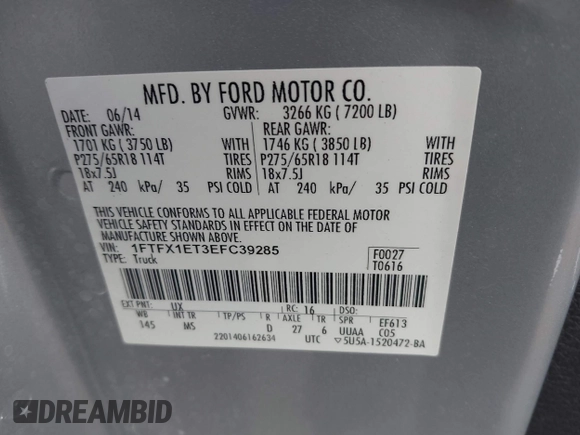 MFD. BY FORD MOTOR CO.
DATE: 06/14 GVWR: 3266 KG ( 7200 LB)
FRONT GAWR: REAR GAWR:
1701 KG ( 3750 LB) WITH 1746 KG ( 3850 LB) WITH
P275/65R18 114T TIRES P275/65R18 114T TIRES
18x7.5J RIMS 18x7.5J RIMS
AT 240 kPa/ 35 PSI COLD AT 240 kPa/ 35 PSI COLD
THIS VEHICLE CONFORMS TO ALL APPLICABLE FEDERAL MOTOR
VEHICLE SAFETY STANDARDS IN EFFECT ON THE DATE OF
MANUFACTURE SHOWN ABOVE.
VIN: 1FTFX1ET3EFC39285 F0027
TYPE: Truck T0616
EXT PNT: UX RC: 16 DSO:
WB INT TR TP/PS R AXLE TR SPR EF613
145 MS D 27 6 UUAA C05
2201406162634 UTC ▽5U5A-1520472-BA
DREAMBID